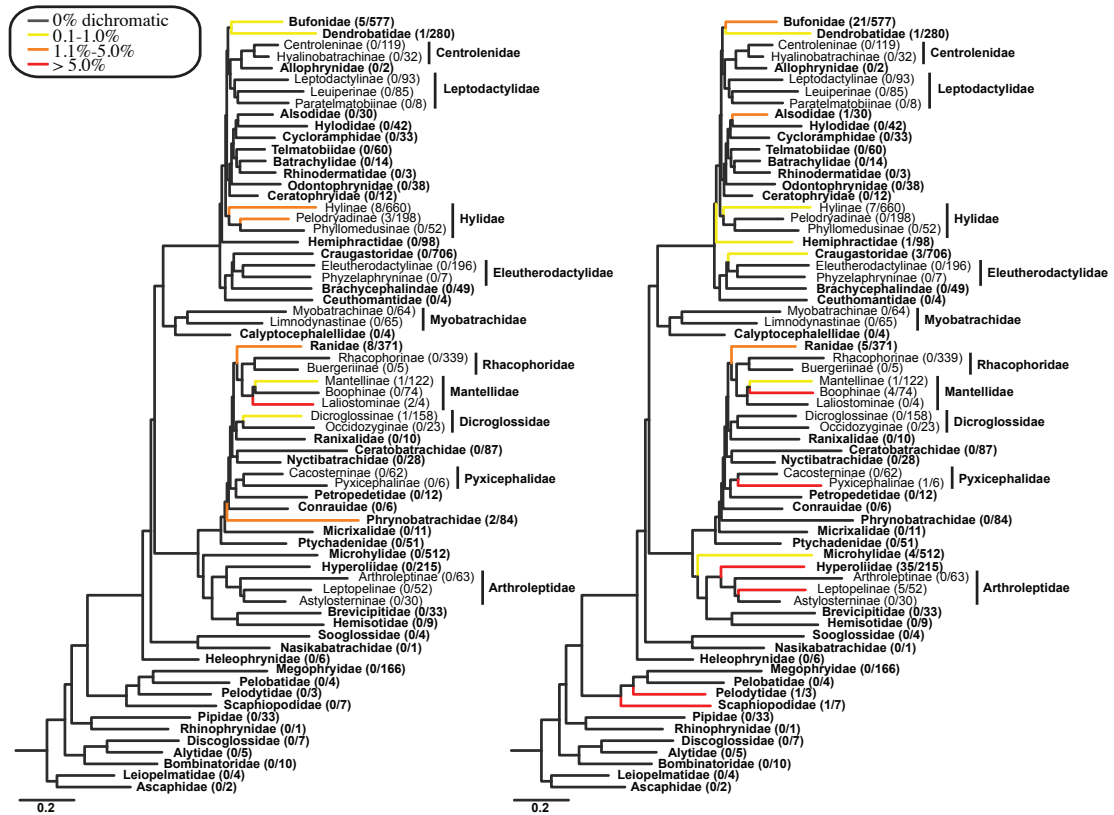 0% dichromatic
0.1-1.0%
1.1%-5.0%
> 5.0%
Bufonidae (5/577)
Dendrobatidae (1/280)
Centroleninae (0/119)
Hyalinobatrachinae (0/32)
Centrolenidae
Allophrynidae (0/2)
Leptodactylinae (0/93)
Leuiperinae (0/85)
Leptodactylidae
Paratelmatobiinae (0/8)
Alsodidae (0/30)
Hylodidae (0/42)
Cycloramphidae (0/33)
Telmatobiidae (0/60)
Batrachylidae (0/14)
Rhinodermatidae (0/3)
Odontophrynidae (0/38)
Ceratophryidae (0/12)
Hylinae (8/660)
Pelodryadinae (3/198)
Hylidae
Phyllomedusinae (0/52)
Hemiphractidae (0/98)
Craugastoridae (0/706)
Eleutherodactylinae (0/196)
Eleutherodactylidae
Phyzelaphryninae (0/7)
Brachycephalindae (0/49)
Ceuthomantidae (0/4)
Myobatrachinae (0/64)
Myobatrachidae
Limnodynastinae (0/65)
Calyptocephalellidae (0/4)
Ranidae (8/371)
Rhacophorinae (0/339)
Rhacophoridae
Buergeriinae (0/5)
Mantellinae (1/122)
Boophinae (0/74)
Mantellidae
Laliostominae (2/4)
Dicroglossinae (1/158)
Dicroglossidae
Occidozyginae (0/23)
Ranixalidae (0/10)
Ceratobatrachidae (0/87)
Nyctibatrachidae (0/28)
Cacosterninae (0/62)
Pyxicephalidae
Pyxicephalinae (0/6)
Petropedetidae (0/12)
Conrauidae (0/6)
Phrynobatrachidae (2/84)
Micrixalidae (0/11)
Ptychadenidae (0/51)
Microhylidae (0/512)
Hyperoliidae (0/215)
Arthroleptinae (0/63)
Leptopelinae (0/52)
Arthroleptidae
Astylosterninae (0/30)
Brevicipitidae (0/33)
Hemisotidae (0/9)
Sooglossidae (0/4)
Nasikabatrachidae (0/1)
Heleophrynidae (0/6)
Megophryidae (0/166)
Pelobatidae (0/4)
Pelodytidae (0/3)
Scaphiopodidae (0/7)
Pipidae (0/33)
Rhinophrynidae (0/1)
Discoglossidae (0/7)
Alytidae (0/5)
Bombinatoridae (0/10)
Leiopelmatidae (0/4)
Ascaphidae (0/2)
0.2
Bufonidae (21/577)
Dendrobatidae (1/280)
Centroleninae (0/119)
Hyalinobatrachinae (0/32)
Centrolenidae
Allophrynidae (0/2)
Leptodactylinae (0/93)
Leuiperinae (0/85)
Leptodactylidae
Paratelmatobiinae (0/8)
Alsodidae (1/30)
Hylodidae (0/42)
Cycloramphidae (0/33)
Telmatobiidae (0/60)
Batrachylidae (0/14)
Rhinodermatidae (0/3)
Odontophrynidae (0/38)
Ceratophryidae (0/12)
Hylinae (7/660)
Pelodryadinae (0/198)
Hylidae
Phyllomedusinae (0/52)
Hemiphractidae (1/98)
Craugastoridae (3/706)
Eleutherodactylinae (0/196)
Eleutherodactylidae
Phyzelaphryninae (0/7)
Brachycephalindae (0/49)
Ceuthomantidae (0/4)
Myobatrachinae (0/64)
Myobatrachidae
Limnodynastinae (0/65)
Calyptocephalellidae (0/4)
Ranidae (5/371)
Rhacophorinae (0/339)
Rhacophoridae
Buergeriinae (0/5)
Mantellinae (1/122)
Boophinae (4/74)
Mantellidae
Laliostominae (0/4)
Dicroglossinae (0/158)
Dicroglossidae
Occidozyginae (0/23)
Ranixalidae (0/10)
Ceratobatrachidae (0/87)
Nyctibatrachidae (0/28)
Cacosterninae (0/62)
Pyxicephalidae
Pyxicephalinae (1/6)
Petropedetidae (0/12)
Conrauidae (0/6)
Phrynobatrachidae (0/84)
Micrixalidae (0/11)
Ptychadenidae (0/51)
Microhylidae (4/512)
Hyperoliidae (35/215)
Arthroleptinae (0/63)
Leptopelinae (5/52)
Arthroleptidae
Astylosterninae (0/30)
Brevicipitidae (0/33)
Hemisotidae (0/9)
Sooglossidae (0/4)
Nasikabatrachidae (0/1)
Heleophrynidae (0/6)
Megophryidae (0/166)
Pelobatidae (0/4)
Pelodytidae (1/3)
Scaphiopodidae (1/7)
Pipidae (0/33)
Rhinophrynidae (0/1)
Discoglossidae (0/7)
Alytidae (0/5)
Bombinatoridae (0/10)
Leiopelmatidae (0/4)
Ascaphidae (0/2)
0.2